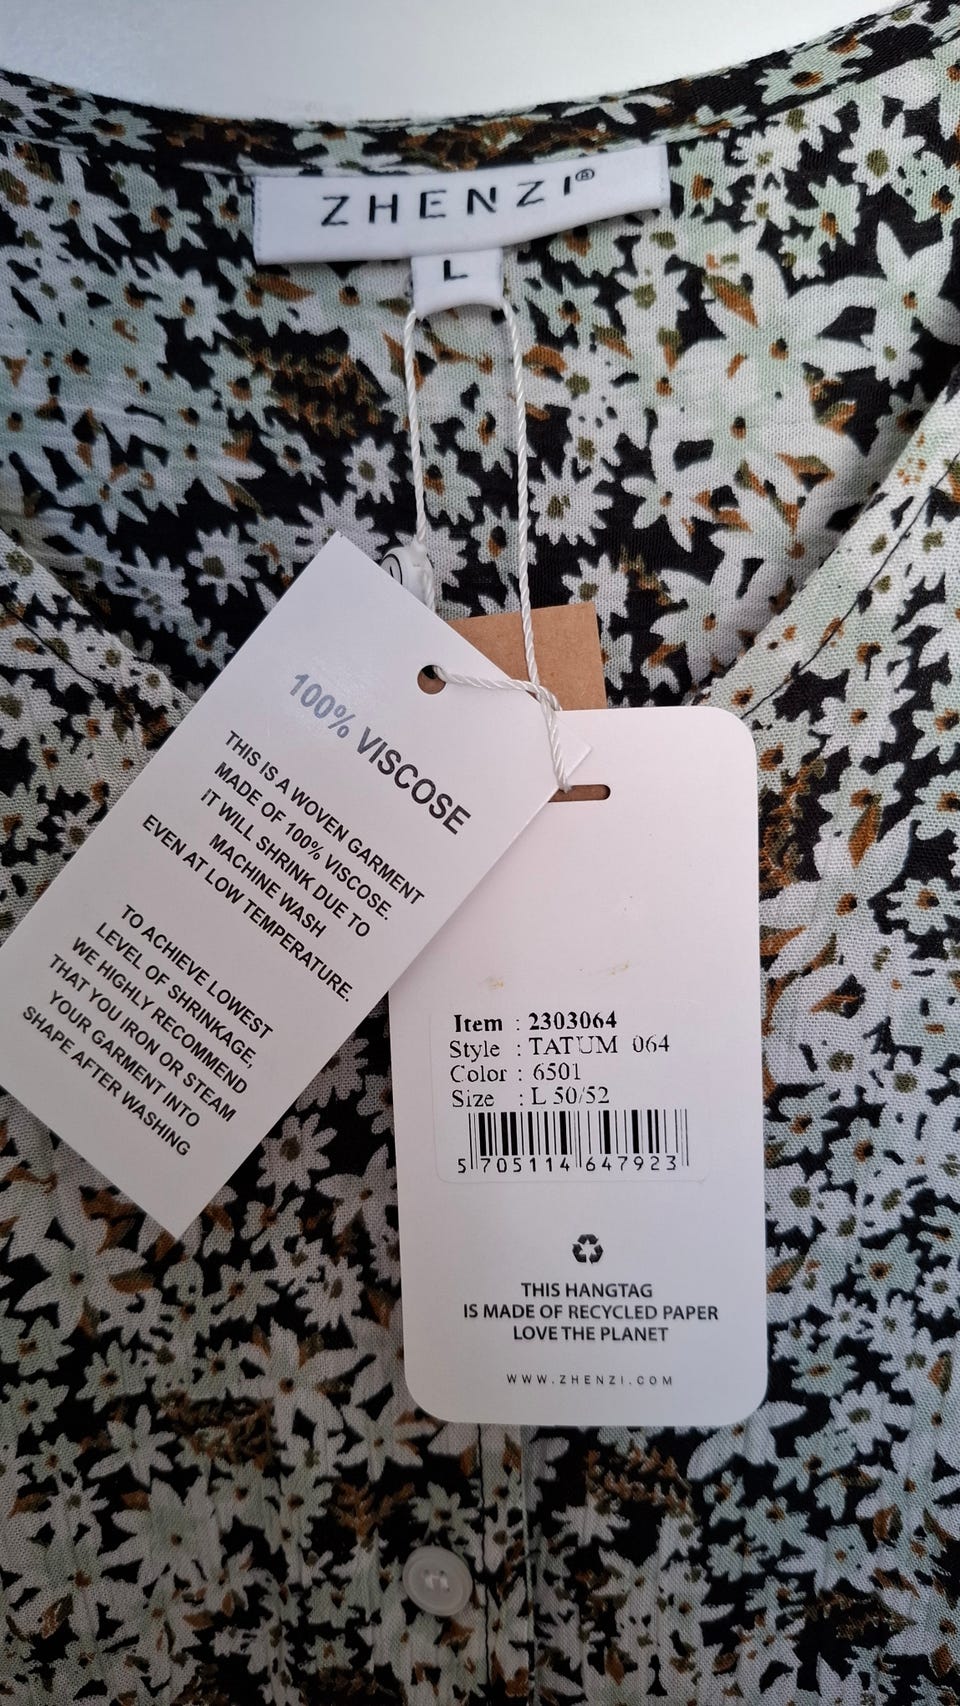 ZHENZI®
L
100% VISCOSE
THIS IS A WOVEN GARMENT
MADE OF 100% VISCOSE.
IT WILL SHRINK DUE TO
MACHINE WASH
EVEN AT LOW TEMPERATURE.
TO ACHIEVE LOWEST
LEVEL OF SHRINKAGE,
WE HIGHLY RECOMMEND
THAT YOU IRON OR STEAM
YOUR GARMENT INTO
SHAPE AFTER WASHING
Item : 2303064
Style : TATUM 064
Color : 6501
Size : L 50/52
5 705114 647923
THIS HANGTAG
IS MADE OF RECYCLED PAPER
LOVE THE PLANET
WWW.ZHENZI.COM